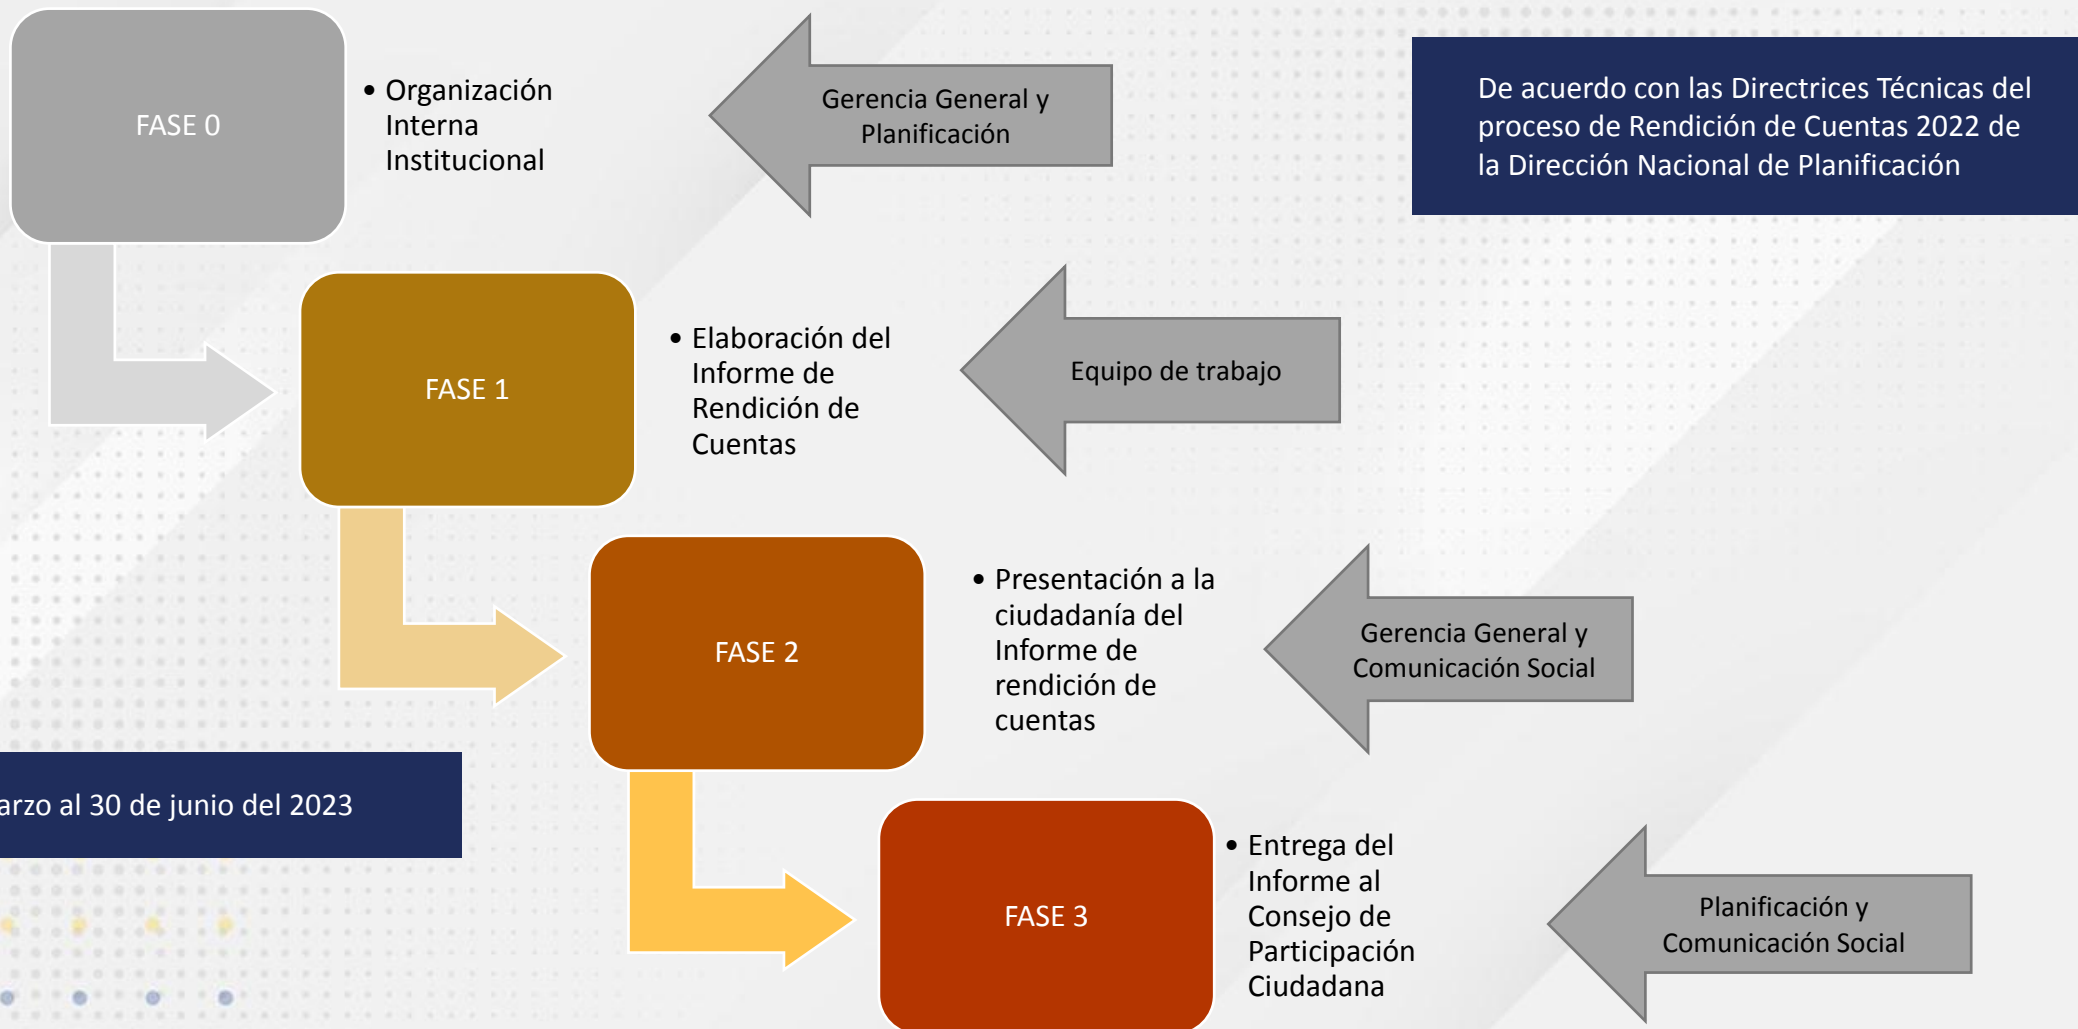 FASE 0
• Organización
Interna
Institucional
Gerencia General y
Planificación
De acuerdo con las Directrices Técnicas del
proceso de Rendición de Cuentas 2022 de
la Dirección Nacional de Planificación
FASE 1
• Elaboración del
Informe de
Rendición de
Cuentas
Equipo de trabajo
FASE 2
• Presentación a la
ciudadanía del
Informe de
rendición de
cuentas
Gerencia General y
Comunicación Social
al 30 de junio del 2023
FASE 3
• Entrega del
Informe al
Consejo de
Participación
Ciudadana
Planificación y
Comunicación Social